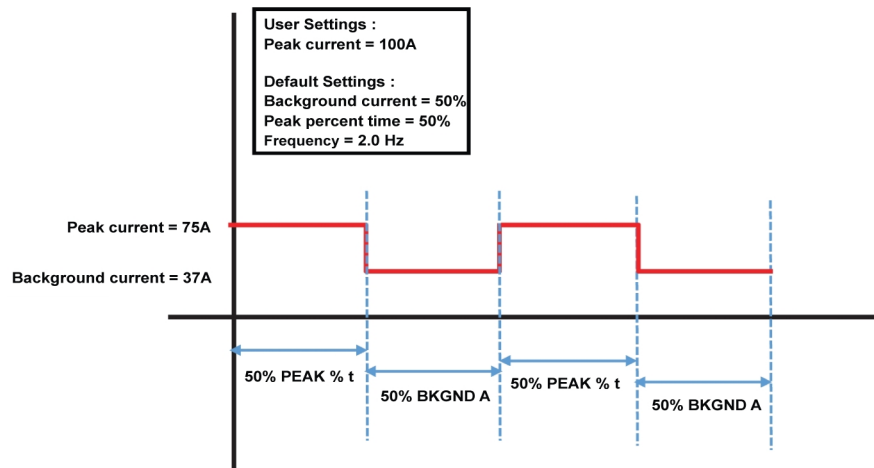 User Settings :
Peak current = 100A
Default Settings :
Background current = 50%
Peak percent time = 50%
Frequency = 2.0 Hz
Peak current = 75A
Background current = 37A
50% PEAK % t
50% BKGND A
50% PEAK % t
50% BKGND A